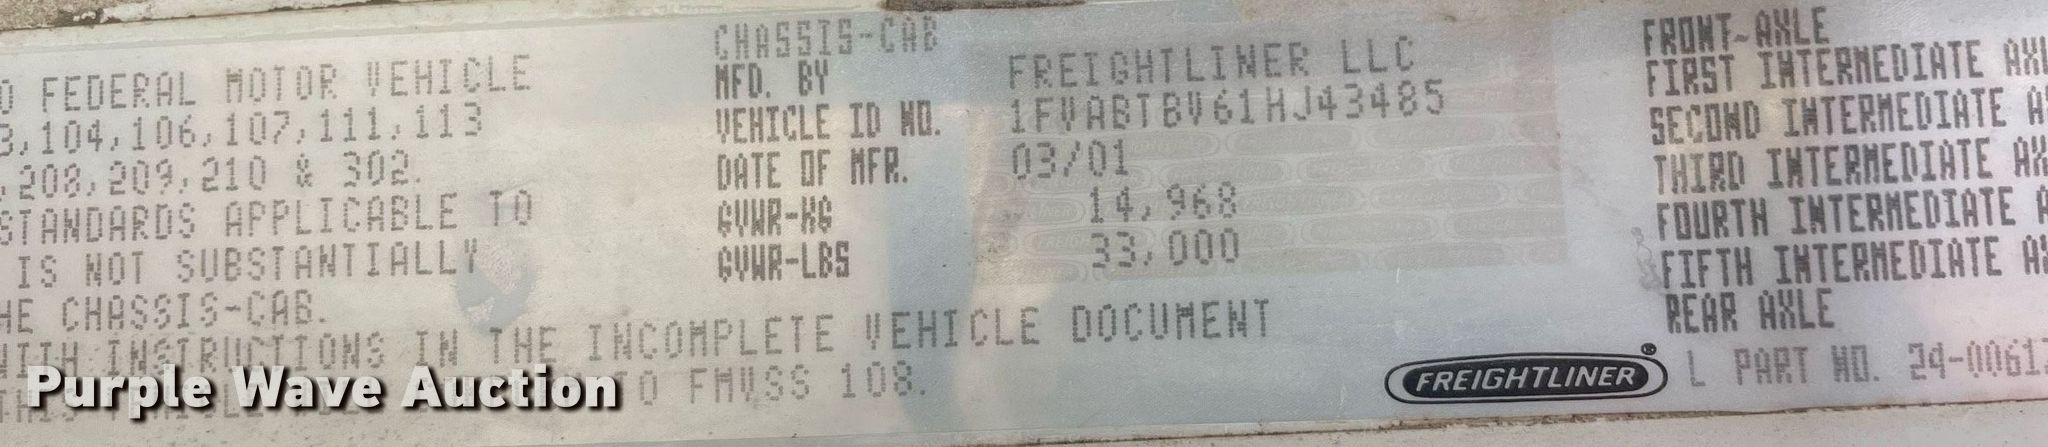 CHASSIS-CAB
O FEDERAL MOTOR VEHICLE
3,104,106,107,111,113
,208,209,210 & 302.
STANDARDS APPLICABLE TO
IS NOT SUBSTANTIALLY
HE CHASSIS-CAB.
WITH INSTRUCTIONS IN THE INCOMPLETE VEHICLE DOCUMENT
TO FMVSS 108.
MFD. BY FREIGHTLINER LLC
VEHICLE ID NO. 1FVABTBV61HJ43485
DATE OF MFR. 03/01
GVWR-KG 14,968
GVWR-LBS 33,000
FRONT-AXLE
FIRST INTERMEDIATE AXL
SECOND INTERMEDIATE A
THIRD INTERMEDIATE AX
FOURTH INTERMEDIATE A
FIFTH INTERMEDIATE AX
REAR AXLE
FREIGHTLINER®
L PART NO. 24-00612
Purple Wave Auction